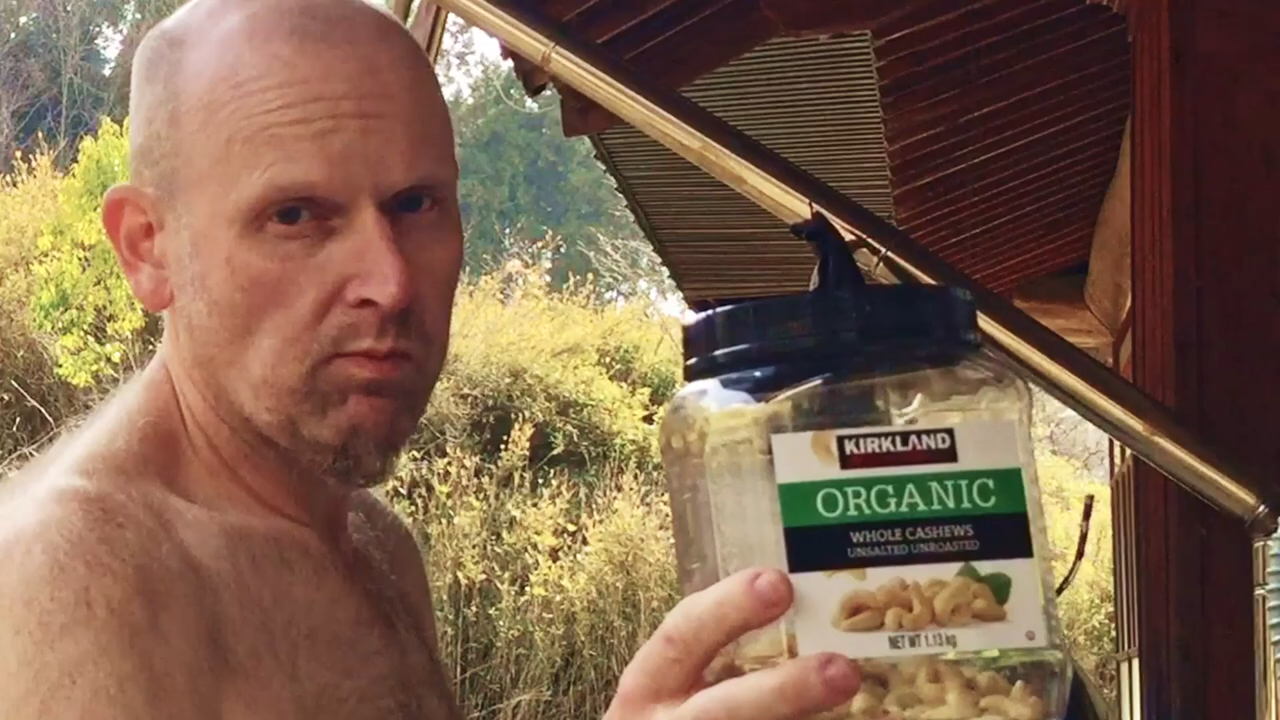 KIRKLAND
ORGANIC
WHOLE CASHEWS
UNSALTED UNROASTED
NET WT 1.13 kg